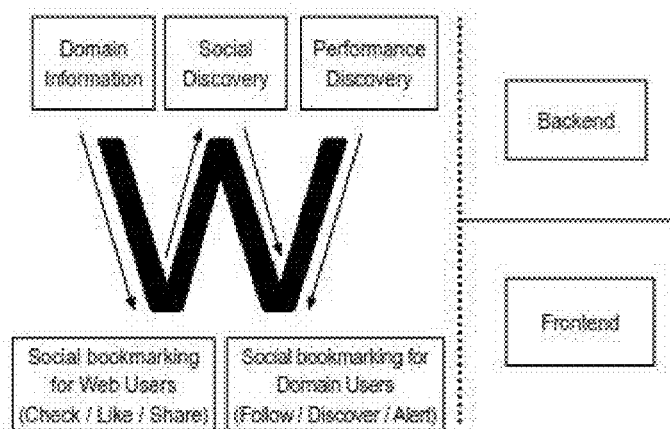 Domain
Information
Social
Discovery
Performance
Discovery
Backend
W
Frontend
Social bookmarking
for Web Users
(Check / Like / Share)
Social bookmarking for
Domain Users
(Follow / Discover / Alert)